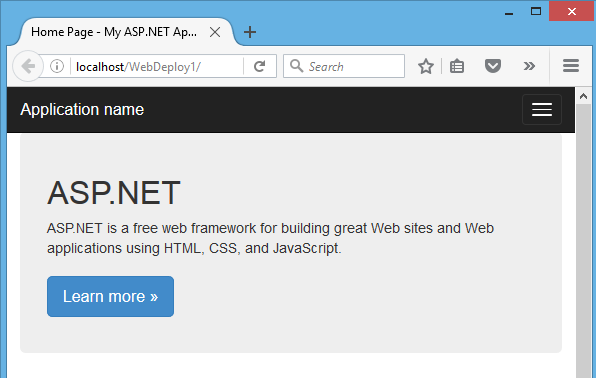 Home Page - My ASP.NET Ap...
localhost/WebDeploy1/
Search
Application name
ASP.NET
ASP.NET is a free web framework for building great Web sites and Web
applications using HTML, CSS, and JavaScript.
Learn more »